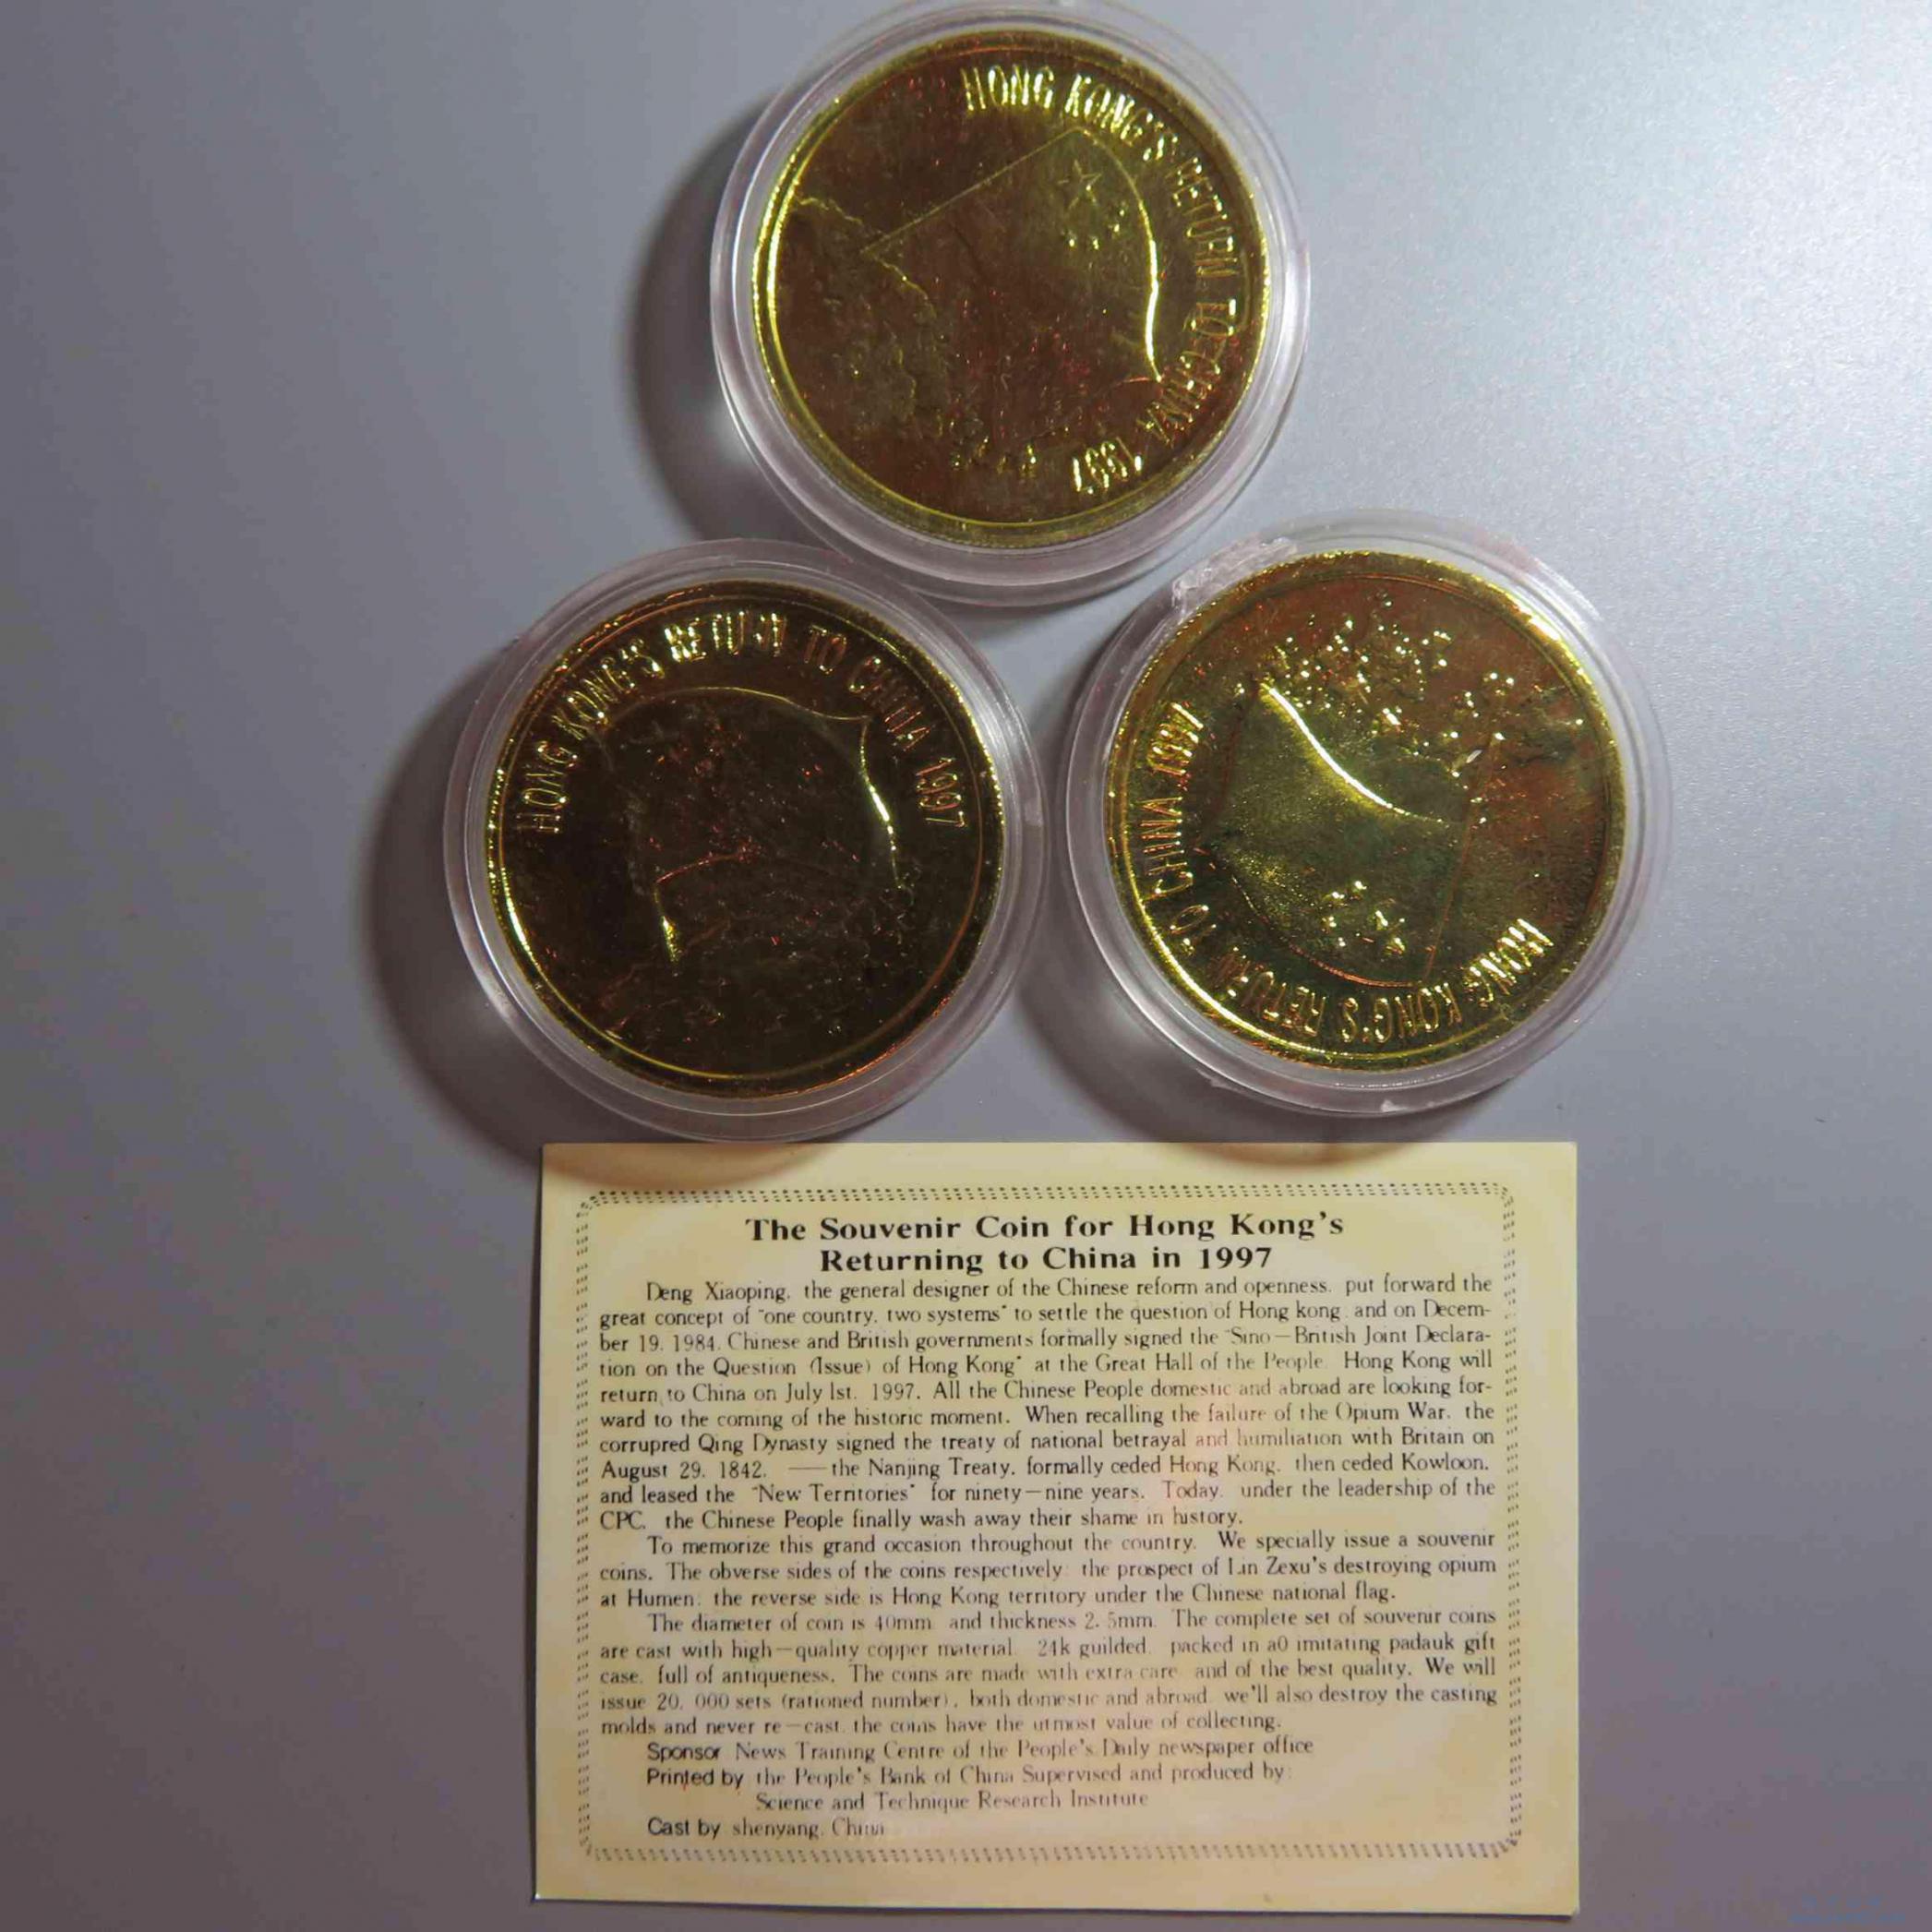 HONG KONG'S RETURN TO CHINA 1997
HONG KONG'S RETURN TO CHINA 1997
HONG KONG'S RETURN TO CHINA 1997
The Souvenir Coin for Hong Kong's
Returning to China in 1997
Deng Xiaoping, the general designer of the Chinese reform and openness, put forward the
great concept of "one country, two systems" to settle the question of Hong kong, and on Decem-
ber 19, 1984, Chinese and British governments formally signed the "Sino—British Joint Declara-
tion on the Question (Issue) of Hong Kong" at the Great Hall of the People. Hong Kong will
return to China on July 1st, 1997. All the Chinese People domestic and abroad are looking for-
ward to the coming of the historic moment. When recalling the failure of the Opium War, the
corrupred Qing Dynasty signed the treaty of national betrayal and humiliation with Britain on
August 29, 1842, ——the Nanjing Treaty, formally ceded Hong Kong, then ceded Kowloon,
and leased the "New Territories" for ninety—nine years. Today, under the leadership of the
CPC, the Chinese People finally wash away their shame in history.
To memorize this grand occasion throughout the country. We specially issue a souvenir
coins. The obverse sides of the coins respectively: the prospect of Lin Zexu's destroying opium
at Humen; the reverse side is Hong Kong territory under the Chinese national flag.
The diameter of coin is 40mm and thickness 2.5mm. The complete set of souvenir coins
are cast with high—quality copper material, 24k guilded, packed in a0 imitating padauk gift
case, full of antiqueness. The coins are made with extra care and of the best quality. We will
issue 20,000 sets (rationed number), both domestic and abroad, we'll also destroy the casting
molds and never re—cast, the coins have the utmost value of collecting.
Sponsor News Training Centre of the People's Daily newspaper office
Printed by the People's Bank of China Supervised and produced by:
Science and Technique Research Institute
Cast by shenyang, China